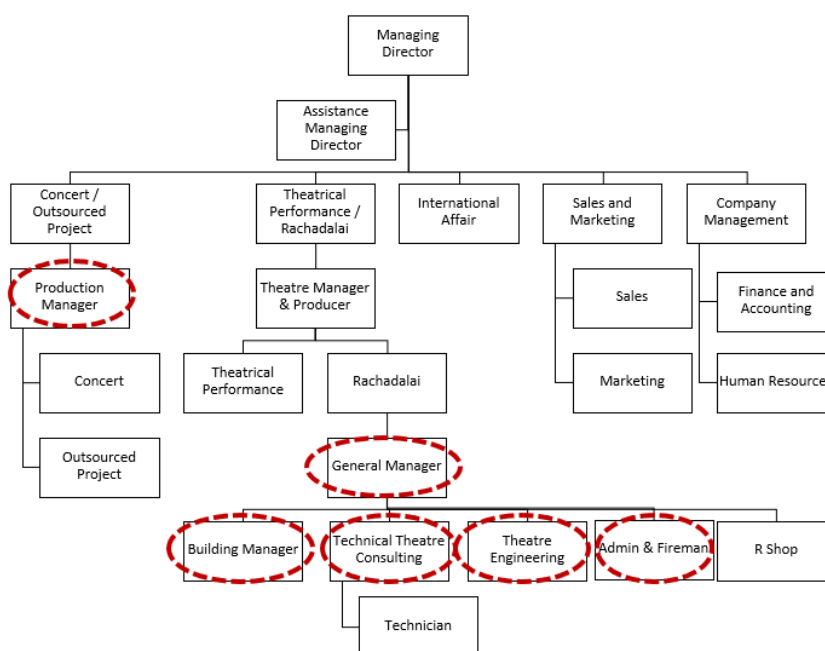 Managing
Director
Assistance
Managing
Director
Concert /
Outsourced
Project
Theatrical
Performance /
Rachadalai
International
Affair
Sales and
Marketing
Company
Management
Production
Manager
Theatre Manager
& Producer
Sales
Finance and
Accounting
Concert
Theatrical
Performance
Rachadalai
Marketing
Human Resource
Outsourced
Project
General Manager
Building Manager
Technical Theatre
Consulting
Theatre
Engineering
Admin & Fireman
R Shop
Technician